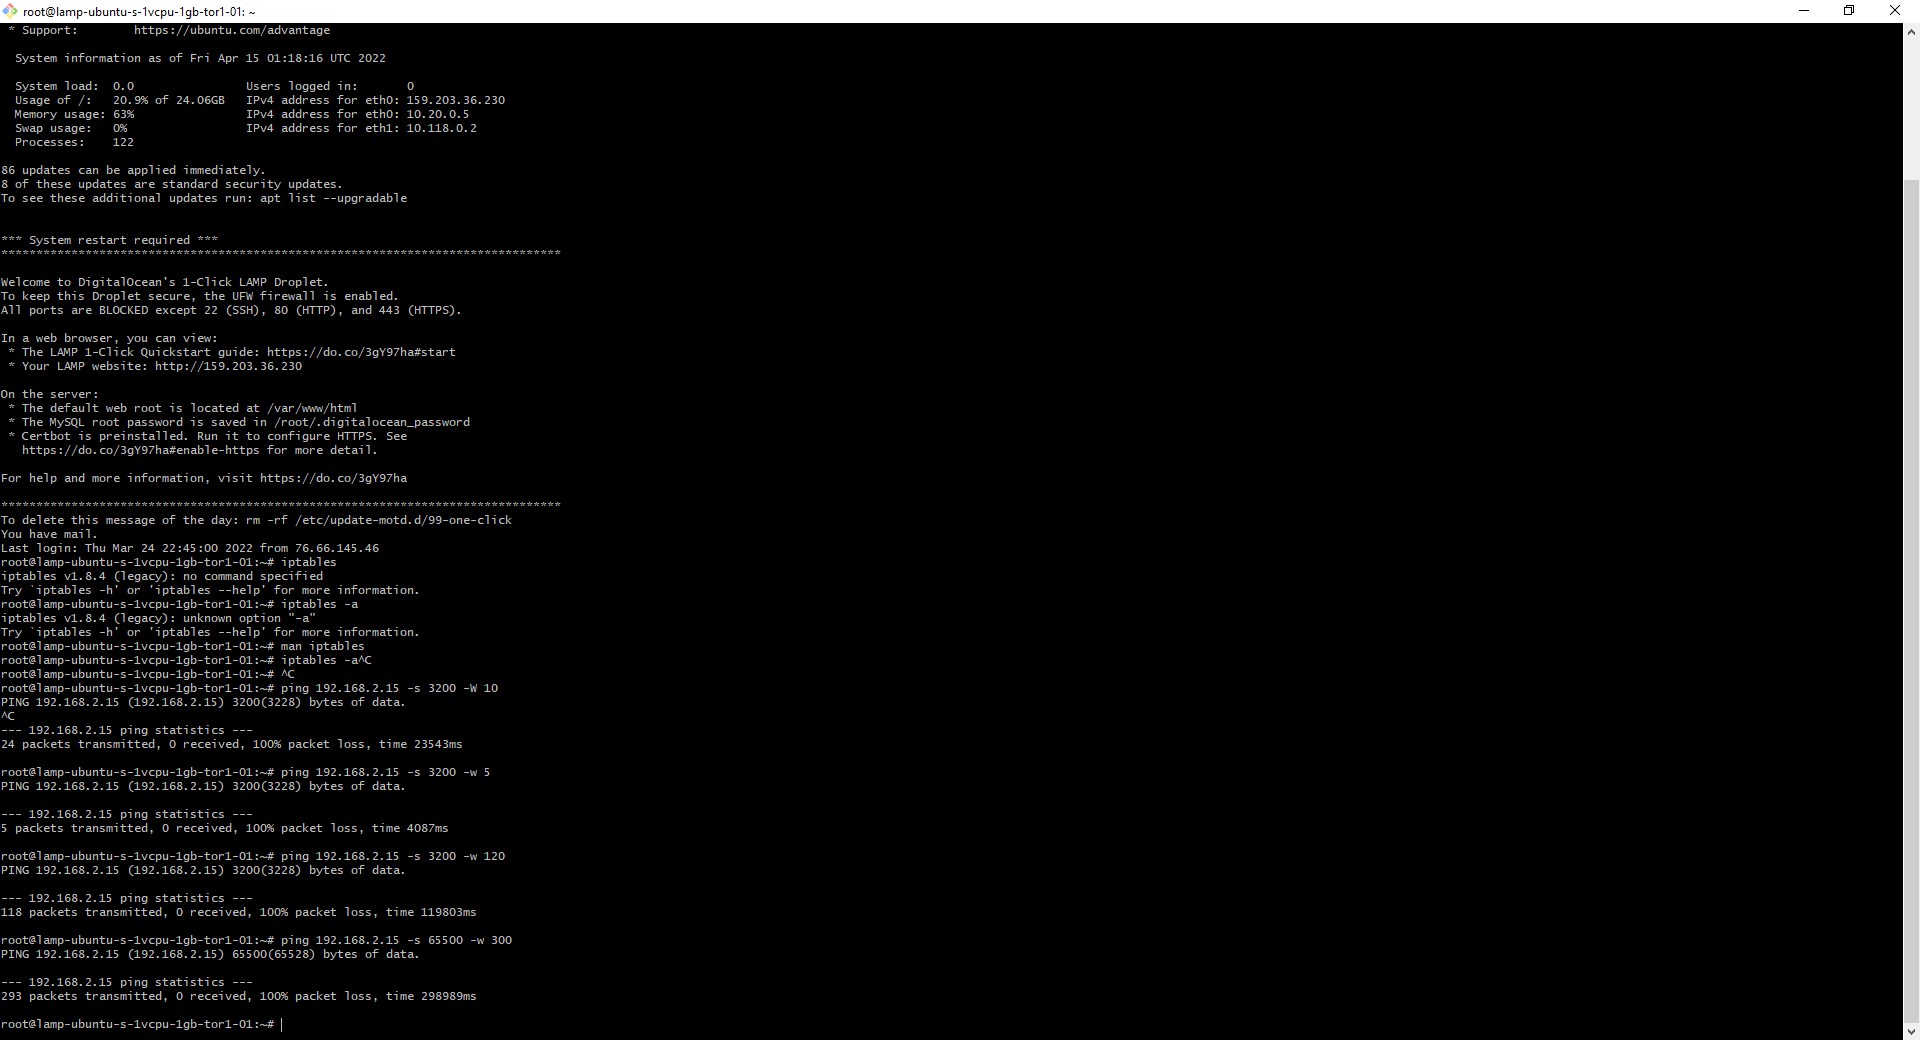 root@lamp-ubuntu-s-1vcpu-1gb-tor1-01: ~
 * Support:        https://ubuntu.com/advantage
  System information as of Fri Apr 15 01:18:16 UTC 2022
  System load:  0.0                Users logged in:       0
  Usage of /:   20.9% of 24.06GB   IPv4 address for eth0: 159.203.36.230
  Memory usage: 63%                IPv4 address for eth0: 10.20.0.5
  Swap usage:   0%                 IPv4 address for eth1: 10.118.0.2
  Processes:    122
86 updates can be applied immediately.
8 of these updates are standard security updates.
To see these additional updates run: apt list --upgradable
*** System restart required ***
********************************************************************************
Welcome to DigitalOcean's 1-Click LAMP Droplet.
To keep this Droplet secure, the UFW firewall is enabled.
All ports are BLOCKED except 22 (SSH), 80 (HTTP), and 443 (HTTPS).
In a web browser, you can view:
 * The LAMP 1-Click Quickstart guide: https://do.co/3gY97ha#start
 * Your LAMP website: http://159.203.36.230
On the server:
 * The default web root is located at /var/www/html
 * The MySQL root password is saved in /root/.digitalocean_password
 * Certbot is preinstalled. Run it to configure HTTPS. See
   https://do.co/3gY97ha#enable-https for more detail.
For help and more information, visit https://do.co/3gY97ha
********************************************************************************
To delete this message of the day: rm -rf /etc/update-motd.d/99-one-click
You have mail.
Last login: Thu Mar 24 22:45:00 2022 from 76.66.145.46
root@lamp-ubuntu-s-1vcpu-1gb-tor1-01:~# iptables
iptables v1.8.4 (legacy): no command specified
Try `iptables -h' or 'iptables --help' for more information.
root@lamp-ubuntu-s-1vcpu-1gb-tor1-01:~# iptables -a
iptables v1.8.4 (legacy): unknown option "-a"
Try `iptables -h' or 'iptables --help' for more information.
root@lamp-ubuntu-s-1vcpu-1gb-tor1-01:~# man iptables
root@lamp-ubuntu-s-1vcpu-1gb-tor1-01:~# iptables -a^C
root@lamp-ubuntu-s-1vcpu-1gb-tor1-01:~# ^C
root@lamp-ubuntu-s-1vcpu-1gb-tor1-01:~# ping 192.168.2.15 -s 3200 -W 10
PING 192.168.2.15 (192.168.2.15) 3200(3228) bytes of data.
^C
--- 192.168.2.15 ping statistics ---
24 packets transmitted, 0 received, 100% packet loss, time 23543ms
root@lamp-ubuntu-s-1vcpu-1gb-tor1-01:~# ping 192.168.2.15 -s 3200 -w 5
PING 192.168.2.15 (192.168.2.15) 3200(3228) bytes of data.
--- 192.168.2.15 ping statistics ---
5 packets transmitted, 0 received, 100% packet loss, time 4087ms
root@lamp-ubuntu-s-1vcpu-1gb-tor1-01:~# ping 192.168.2.15 -s 3200 -w 120
PING 192.168.2.15 (192.168.2.15) 3200(3228) bytes of data.
--- 192.168.2.15 ping statistics ---
118 packets transmitted, 0 received, 100% packet loss, time 119803ms
root@lamp-ubuntu-s-1vcpu-1gb-tor1-01:~# ping 192.168.2.15 -s 65500 -w 300
PING 192.168.2.15 (192.168.2.15) 65500(65528) bytes of data.
--- 192.168.2.15 ping statistics ---
293 packets transmitted, 0 received, 100% packet loss, time 298989ms
root@lamp-ubuntu-s-1vcpu-1gb-tor1-01:~#